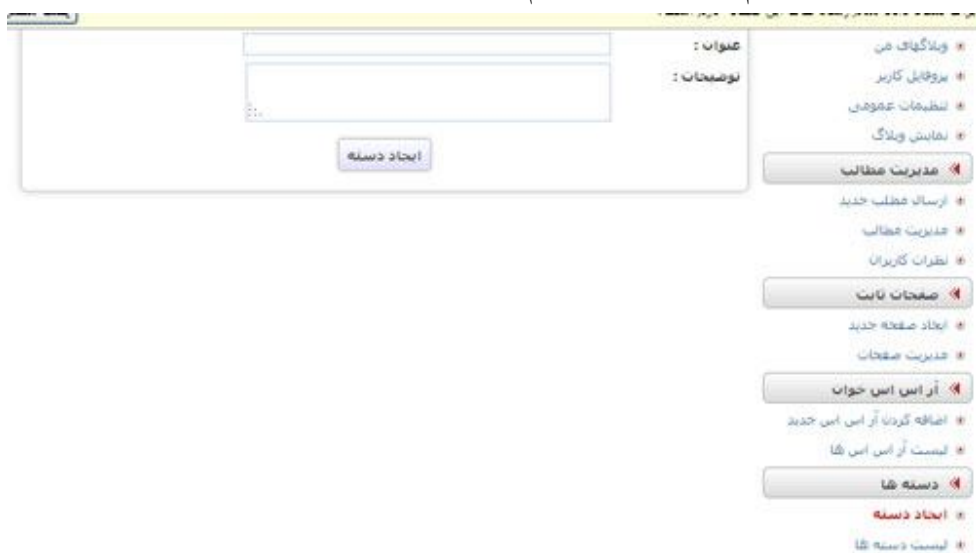 عنوان :
توضیحات :
ایجاد دسته
وبلاگهای من
پروفایل کاربر
تنظیمات عمومی
نمایش وبلاگ
مدیریت مطالب
ارسال مطلب جدید
مدیریت مطالب
نظرات کاربران
صفحات ثابت
ایجاد صفحه جدید
مدیریت صفحات
آر اس اس خوان
اضافه کردن آر اس اس جدید
لیست آر اس اس ها
دسته ها
ایجاد دسته
لیست دسته ها